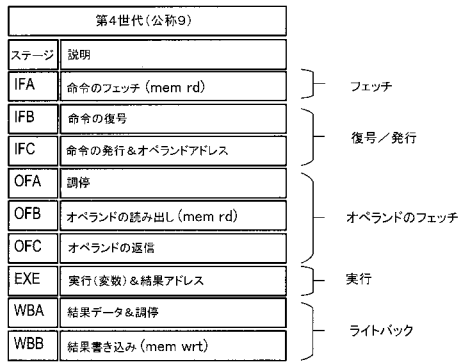 第4世代(公称9)
ステージ 説明
IFA 命令のフェッチ (mem rd)
フェッチ
IFB 命令の復号
IFC 命令の発行&オペランドアドレス
復号/発行
OFA 調停
OFB オペランドの読み出し (mem rd)
OFC オペランドの返信
オペランドのフェッチ
EXE 実行(変数)&結果アドレス
実行
WBA 結果データ&調停
WBB 結果書き込み (mem wrt)
ライトバック